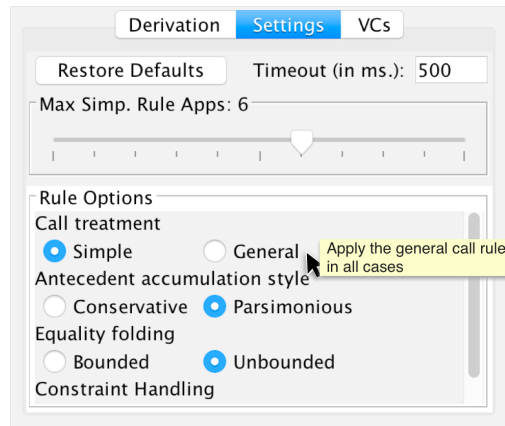 Derivation Settings VCs
Restore Defaults Timeout (in ms.): 500
Max Simp. Rule Apps: 6
Rule Options
Call treatment
Simple General
Apply the general call rule
in all cases
Antecedent accumulation style
Conservative Parsimonious
Equality folding
Bounded Unbounded
Constraint Handling